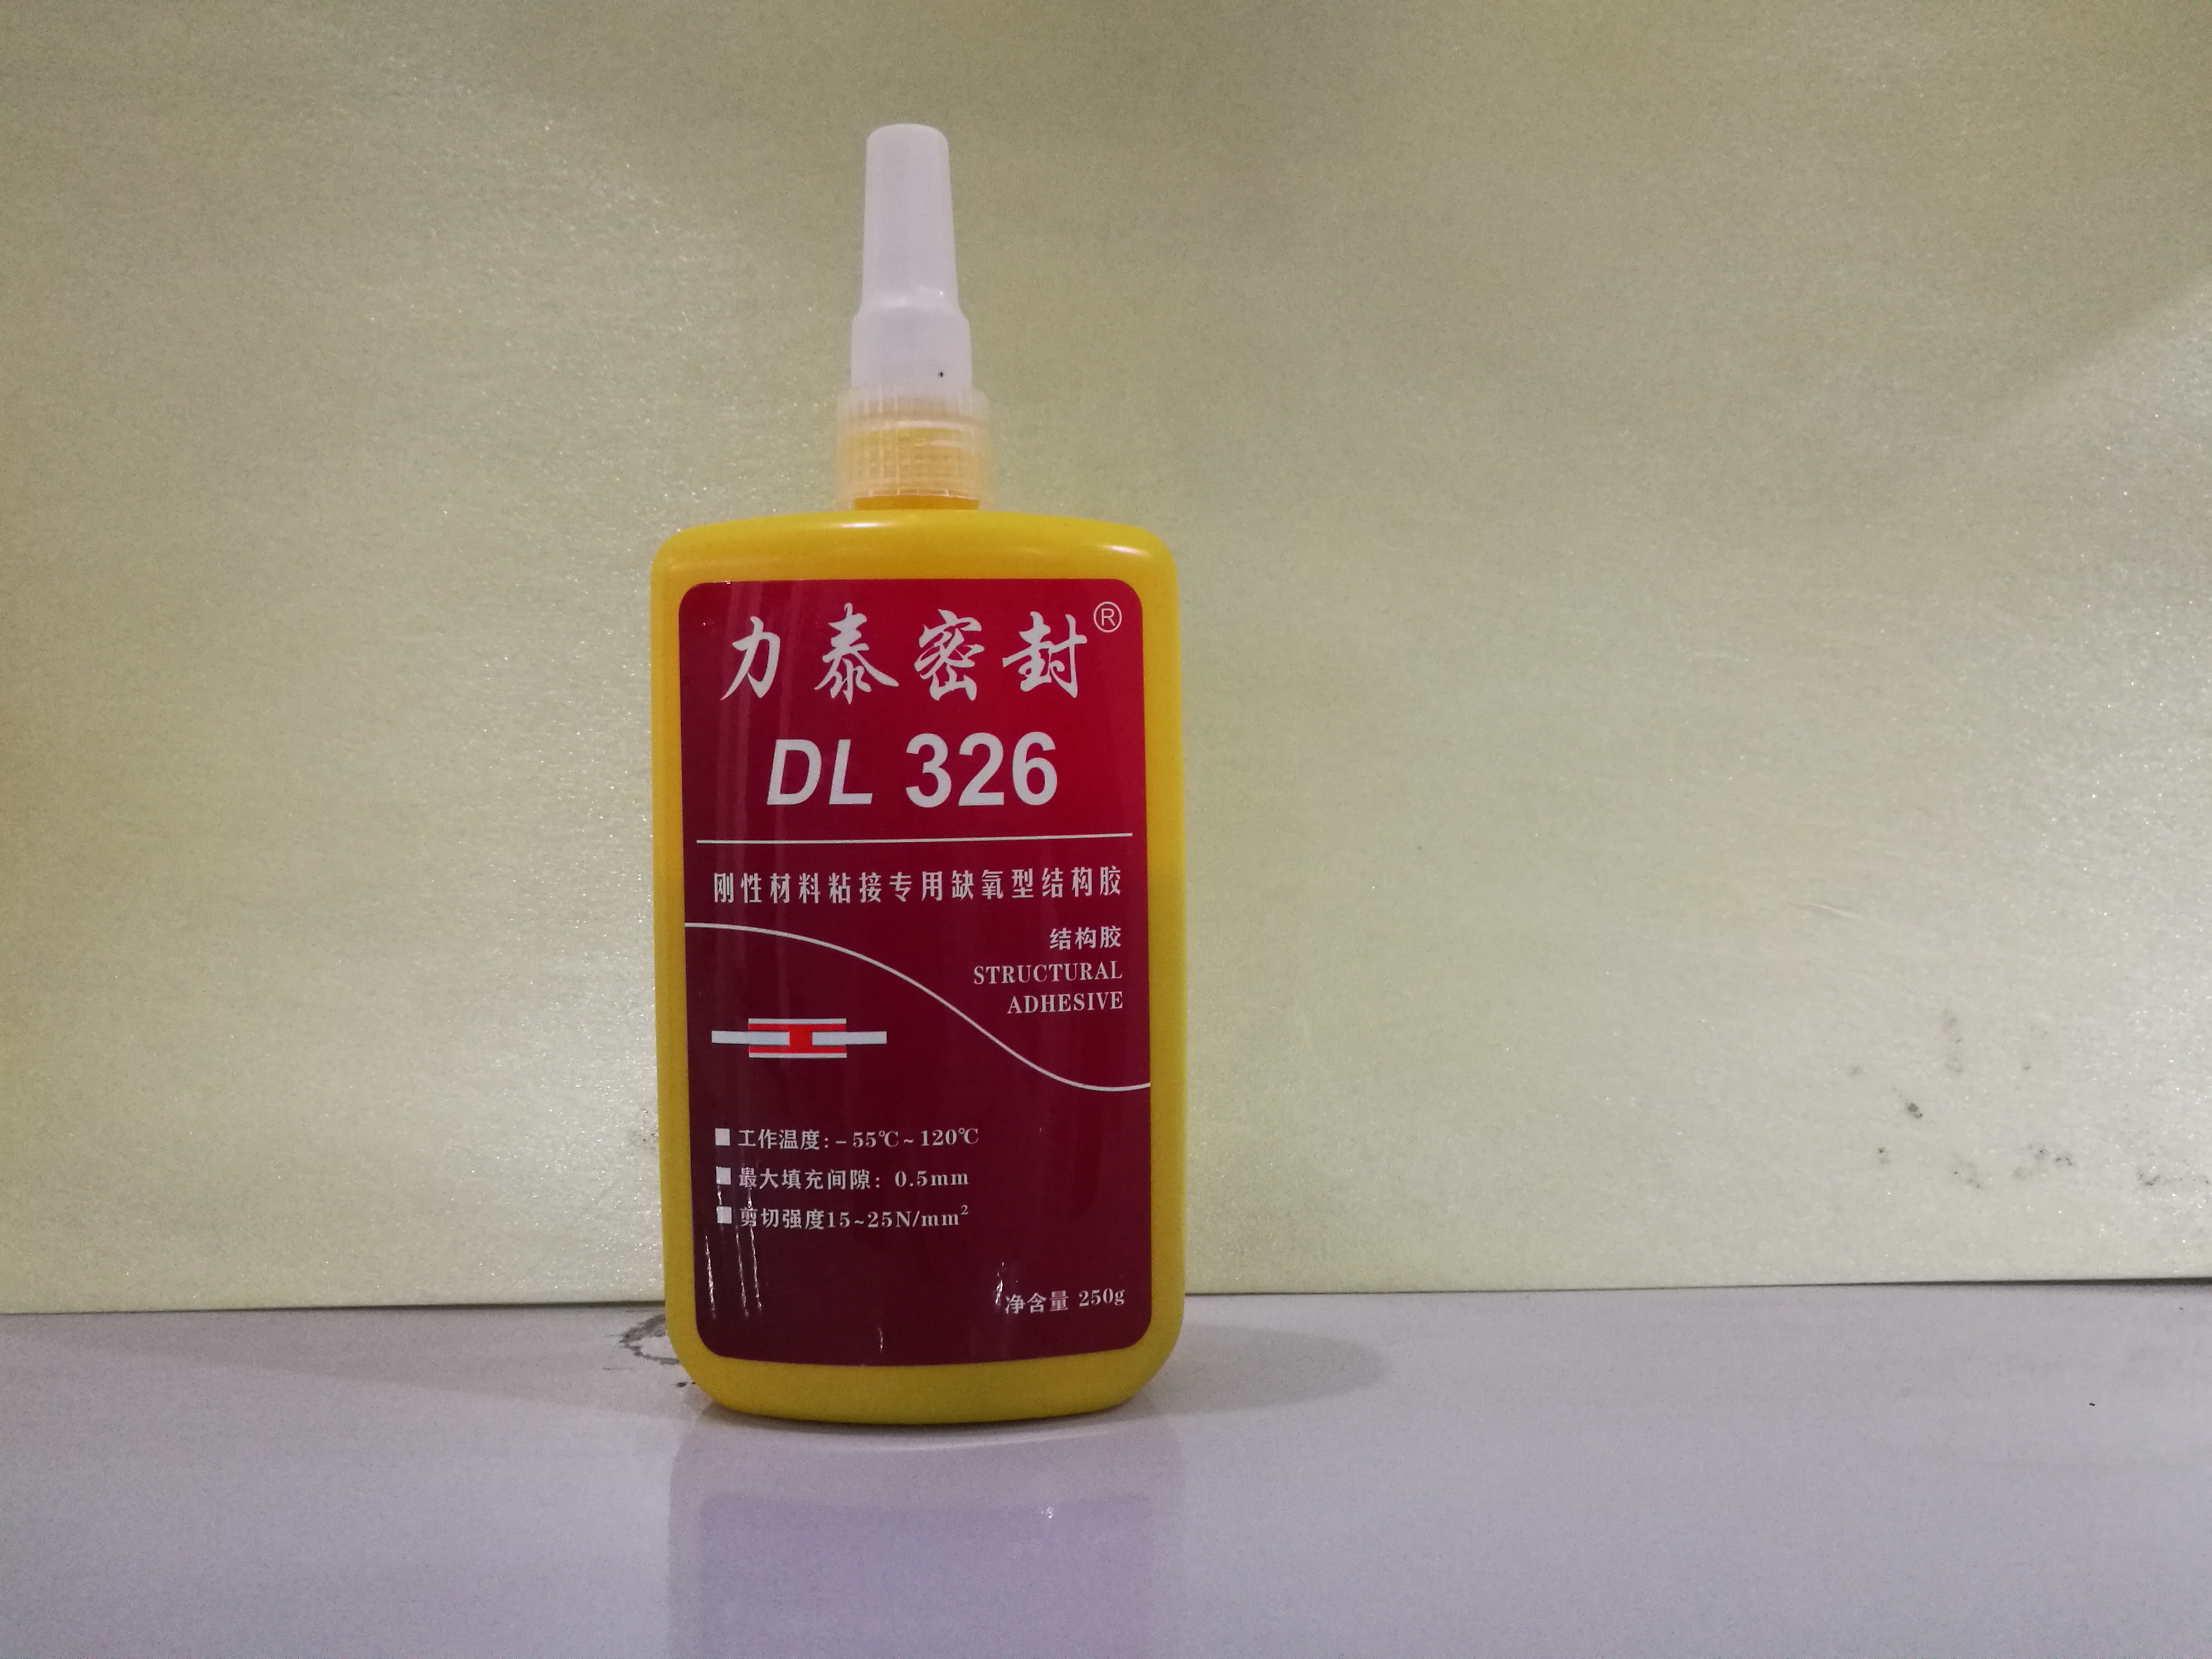 力泰密封®
DL 326
刚性材料粘接专用缺氧型结构胶
结构胶
STRUCTURAL
ADHESIVE
■工作温度:-55℃~120℃
■最大填充间隙: 0.5mm
■剪切强度15~25N/mm²
净含量 250g